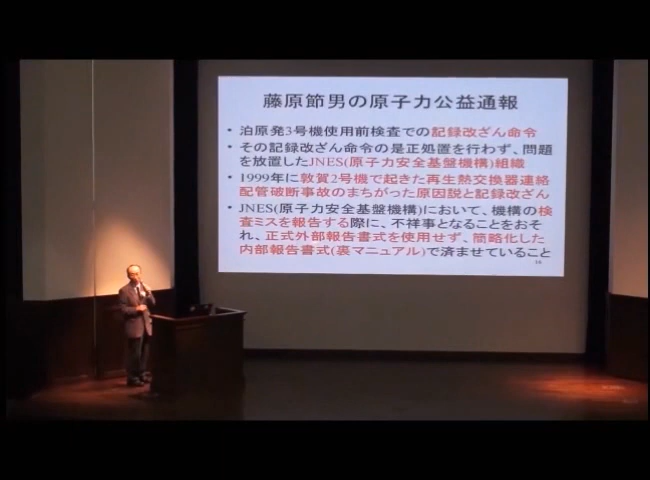 藤原節男の原子力公益通報
• 泊原発3号機使用前検査での記録改ざん命令
• その記録改ざん命令の是正処置を行わず、問題
を放置したJNES(原子力安全基盤機構)組織
• 1999年に敦賀2号機で起きた再生熱交換器連絡
配管破断事故のまちがった原因説と記録改ざん
• JNES(原子力安全基盤機構)において、機構の検
査ミスを報告する際に、不祥事となることをおそ
れ、正式外部報告書式を使用せず、簡略化した
内部報告書式(裏マニュアル)で済ませていること